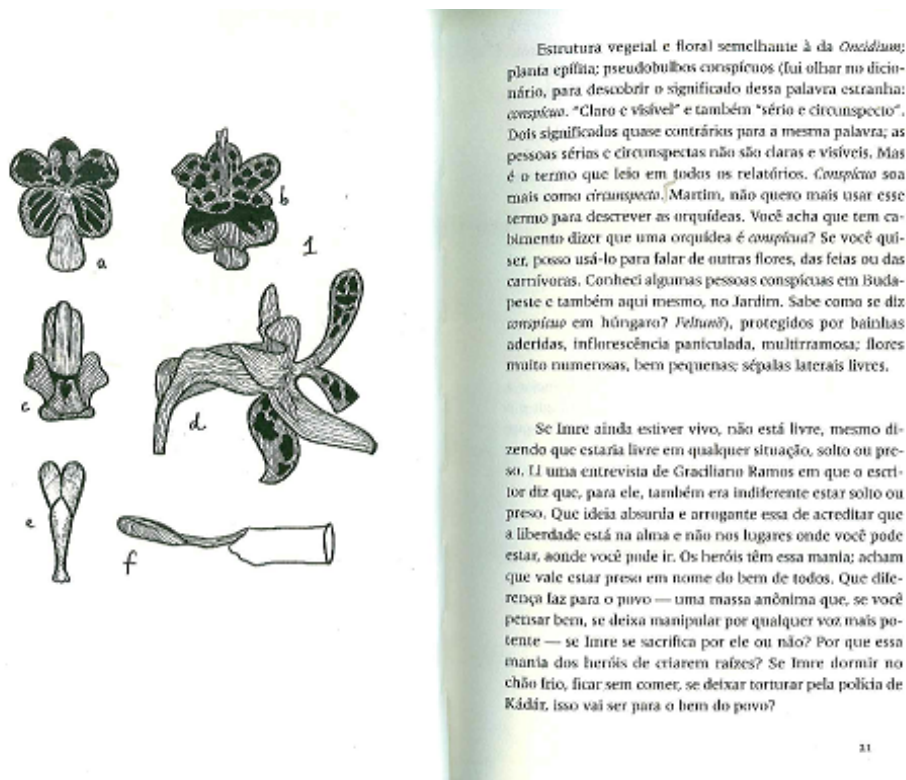 a
b
1
c
d
e
f
Estrutura vegetal e floral semelhante à da Oncidium;
planta epífita; pseudobulbos conspícuos (fui olhar no dicio-
nário, para descobrir o significado dessa palavra estranha:
conspícuo. “Claro e visível” e também “sério e circunspecto”.
Dois significados quase contrários para a mesma palavra; as
pessoas sérias e circunspectas não são claras e visíveis. Mas
é o termo que leio em todos os relatórios. Conspícuo soa
mais como circunspecto. Martim, não quero mais usar esse
termo para descrever as orquídeas. Você acha que tem ca-
bimento dizer que uma orquídea é conspícua? Se você qui-
ser, posso usá-lo para falar de outras flores, das feias ou das
carnívoras. Conheci algumas pessoas conspícuas em Buda-
peste e também aqui mesmo, no Jardim. Sabe como se diz
conspícuo em húngaro? Feltunő), protegidos por bainhas
aderidas, inflorescência paniculada, multirramosa; flores
muito numerosas, bem pequenas; sépalas laterais livres.
Se Imre ainda estiver vivo, não está livre, mesmo di-
zendo que estaria livre em qualquer situação, solto ou pre-
so. Li uma entrevista de Graciliano Ramos em que o escri-
tor diz que, para ele, também era indiferente estar solto ou
preso. Que ideia absurda e arrogante essa de acreditar que
a liberdade está na alma e não nos lugares onde você pode
estar, aonde você pode ir. Os heróis têm essa mania; acham
que vale estar preso em nome do bem de todos. Que dife-
rença faz para o povo — uma massa anônima que, se você
pensar bem, se deixa manipular por qualquer voz mais po-
tente — se Imre se sacrifica por ele ou não? Por que essa
mania dos heróis de criarem raízes? Se Imre dormir no
chão frio, ficar sem comer, se deixar torturar pela polícia de
Kádár, isso vai ser para o bem do povo?
21